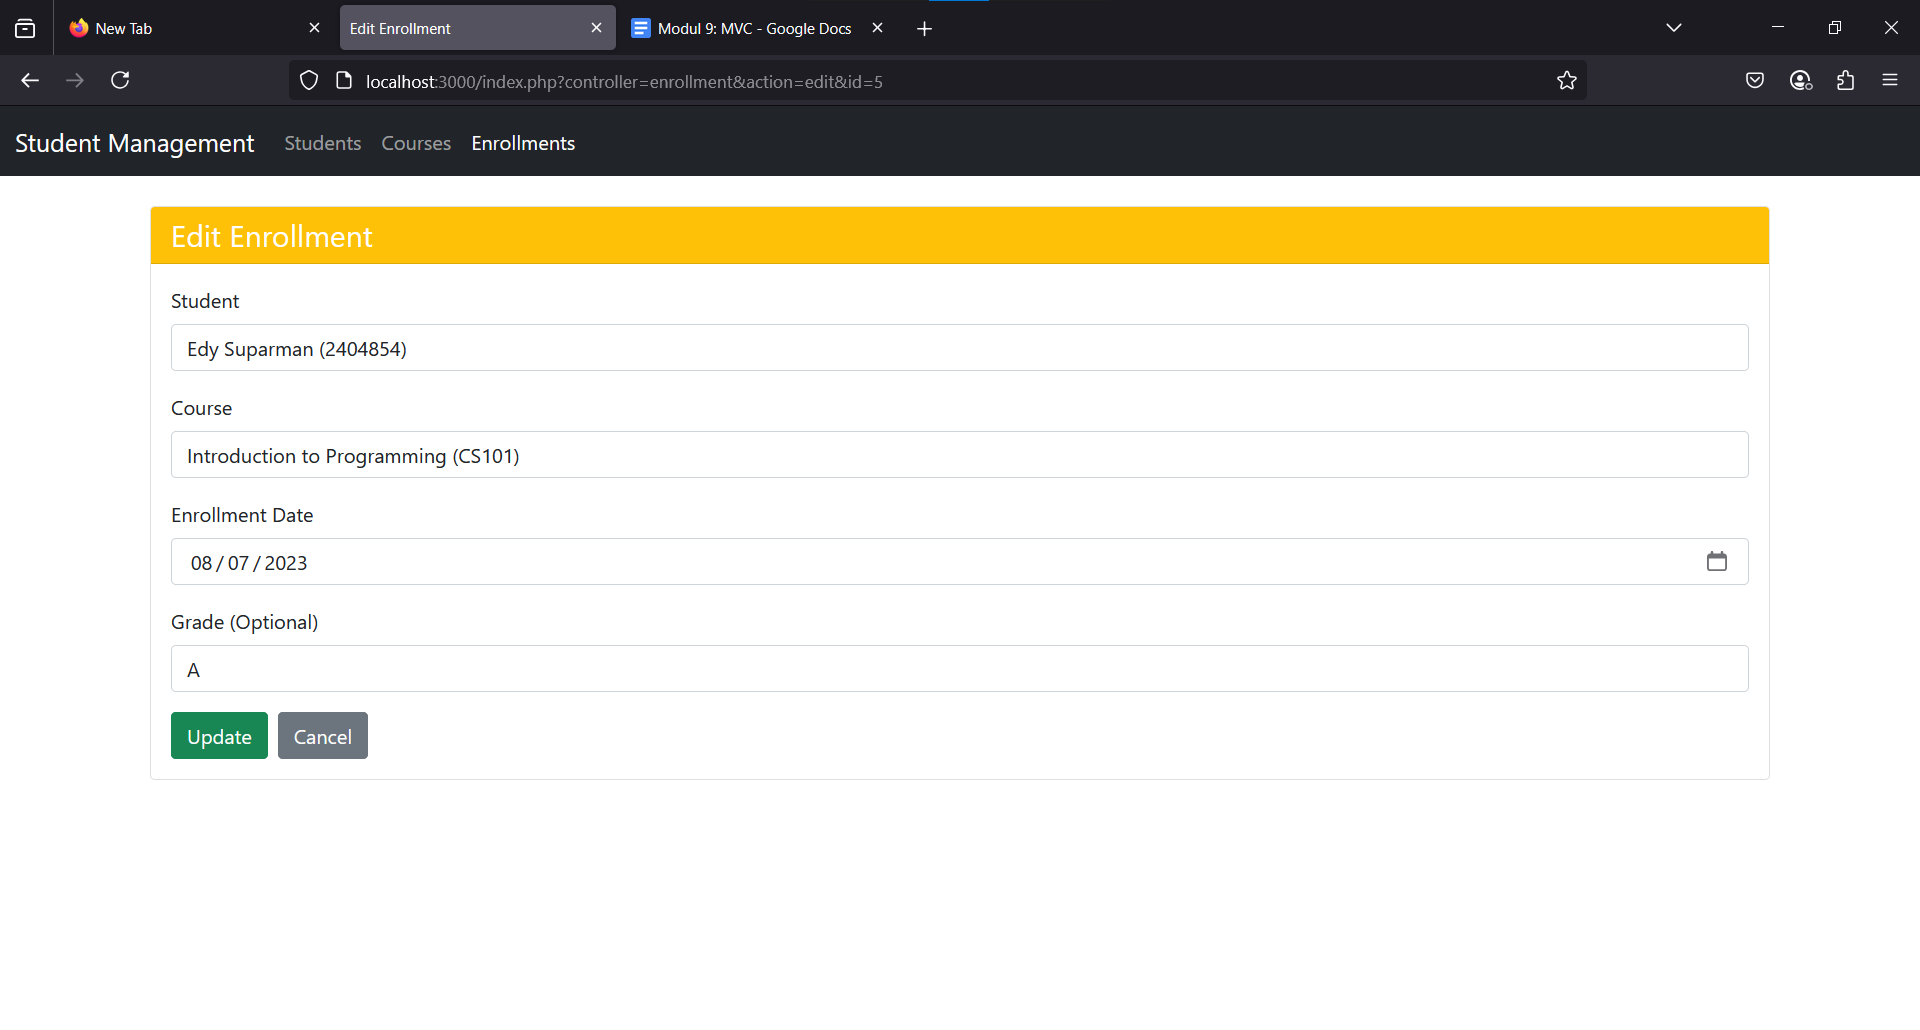 New Tab
Edit Enrollment
Modul 9: MVC - Google Docs
localhost:3000/index.php?controller=enrollment&action=edit&id=5
Student Management
Students
Courses
Enrollments
Edit Enrollment
Student
Edy Suparman (2404854)
Course
Introduction to Programming (CS101)
Enrollment Date
08 / 07 / 2023
Grade (Optional)
A
Update
Cancel